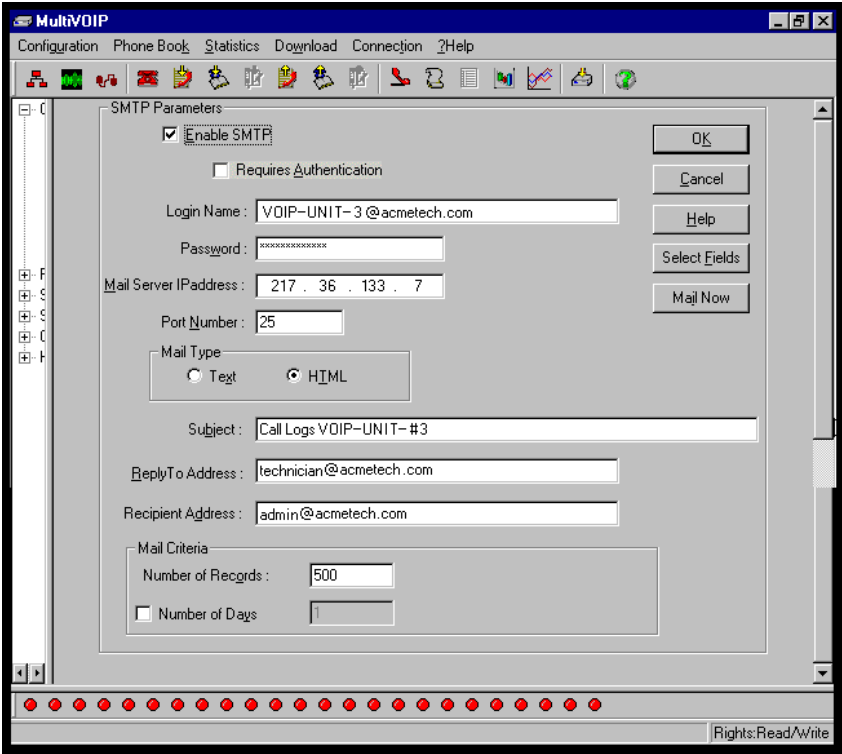 MultiVOIP
Configuration Phone Book Statistics Download Connection ?Help
SMTP Parameters
Enable SMTP
Requires Authentication
Login Name : VOIP-UNIT-3@acmetech.com
Password : xxxxxxxxxxxxx
Mail Server IPaddress : 217 . 36 . 133 . 7
Port Number : 25
Mail Type
Text HTML
Subject : Call Logs VOIP-UNIT-#3
ReplyTo Address : technician@acmetech.com
Recipient Address : admin@acmetech.com
Mail Criteria
Number of Records : 500
Number of Days 1
OK
Cancel
Help
Select Fields
Mail Now
Rights:Read/Write